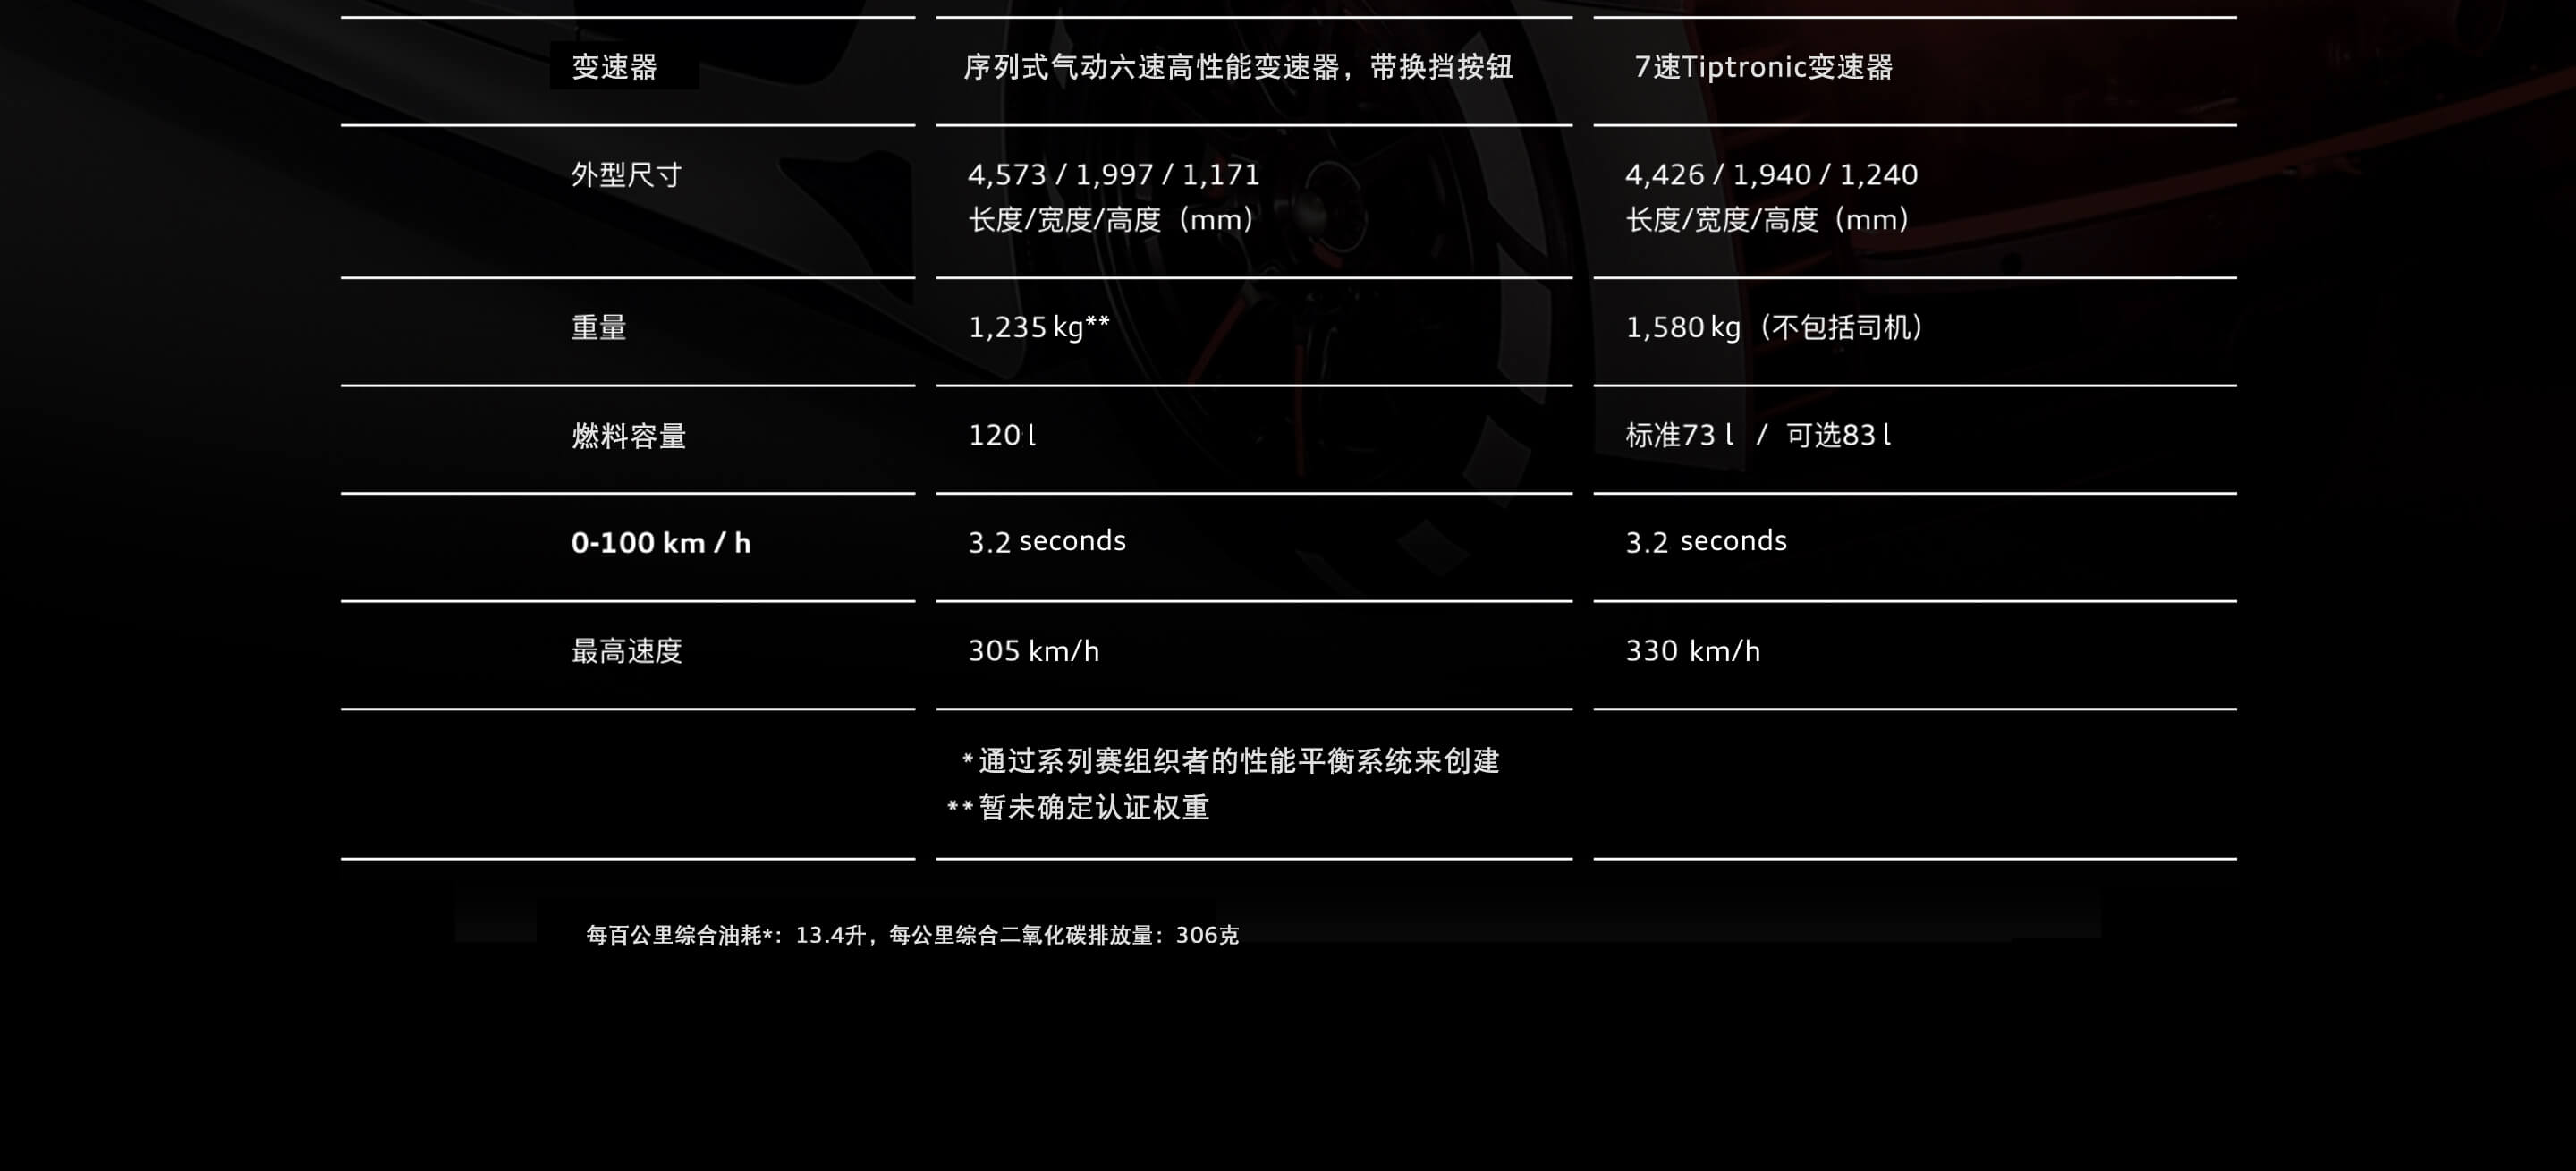 变速器 序列式气动六速高性能变速器，带换挡按钮 7速Tiptronic变速器
外型尺寸 4,573 / 1,997 / 1,171 4,426 / 1,940 / 1,240
长度/宽度/高度（mm） 长度/宽度/高度（mm）
重量 1,235 kg** 1,580 kg（不包括司机）
燃料容量 120 l 标准73 l / 可选83 l
0-100 km / h 3.2 seconds 3.2 seconds
最高速度 305 km/h 330 km/h
*通过系列赛组织者的性能平衡系统来创建
**暂未确定认证权重
每百公里综合油耗*：13.4升，每公里综合二氧化碳排放量：306克